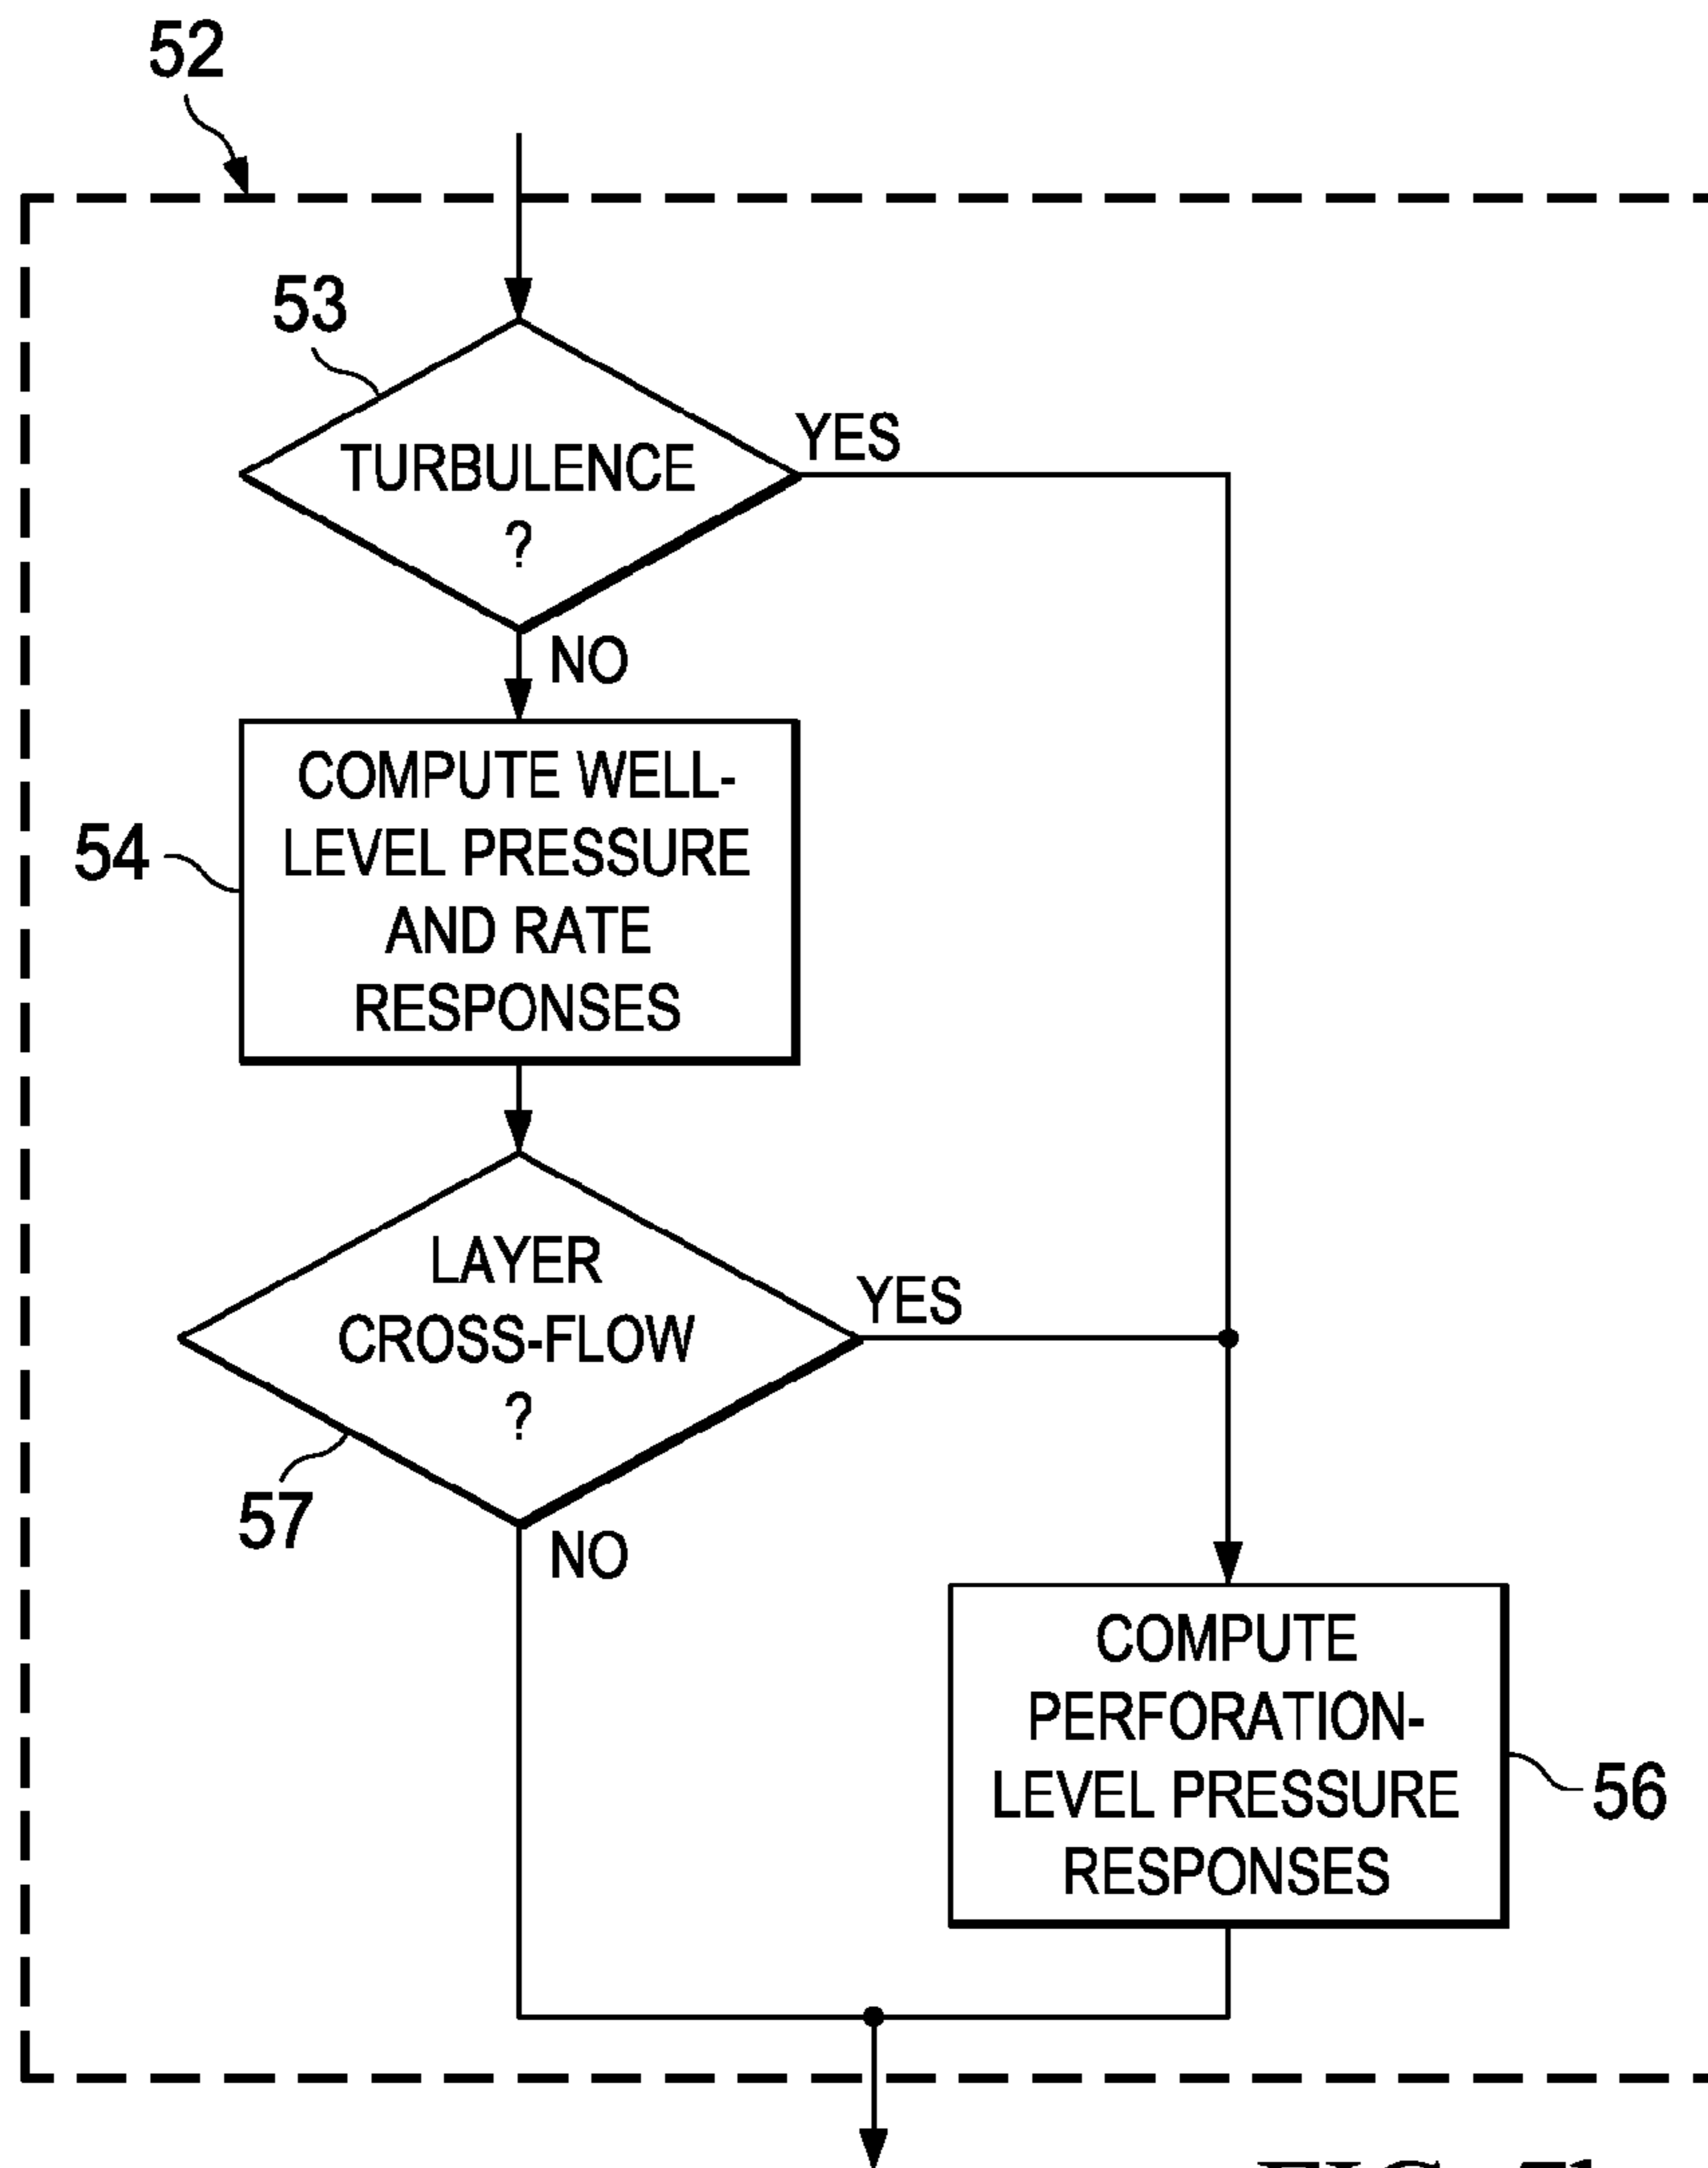 52
53
TURBULENCE
?
YES
NO
54
COMPUTE WELL-
LEVEL PRESSURE
AND RATE
RESPONSES
LAYER
CROSS-FLOW
?
YES
57
NO
COMPUTE
PERFORATION-
LEVEL PRESSURE
RESPONSES
56